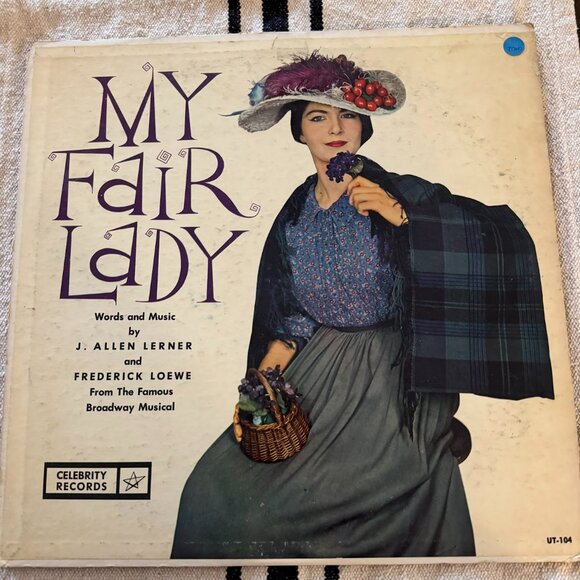 MY
FaiR
LaDY
Words and Music
by
J. ALLEN LERNER
and
FREDERICK LOEWE
From The Famous
Broadway Musical
CELEBRITY
RECORDS
UT-104